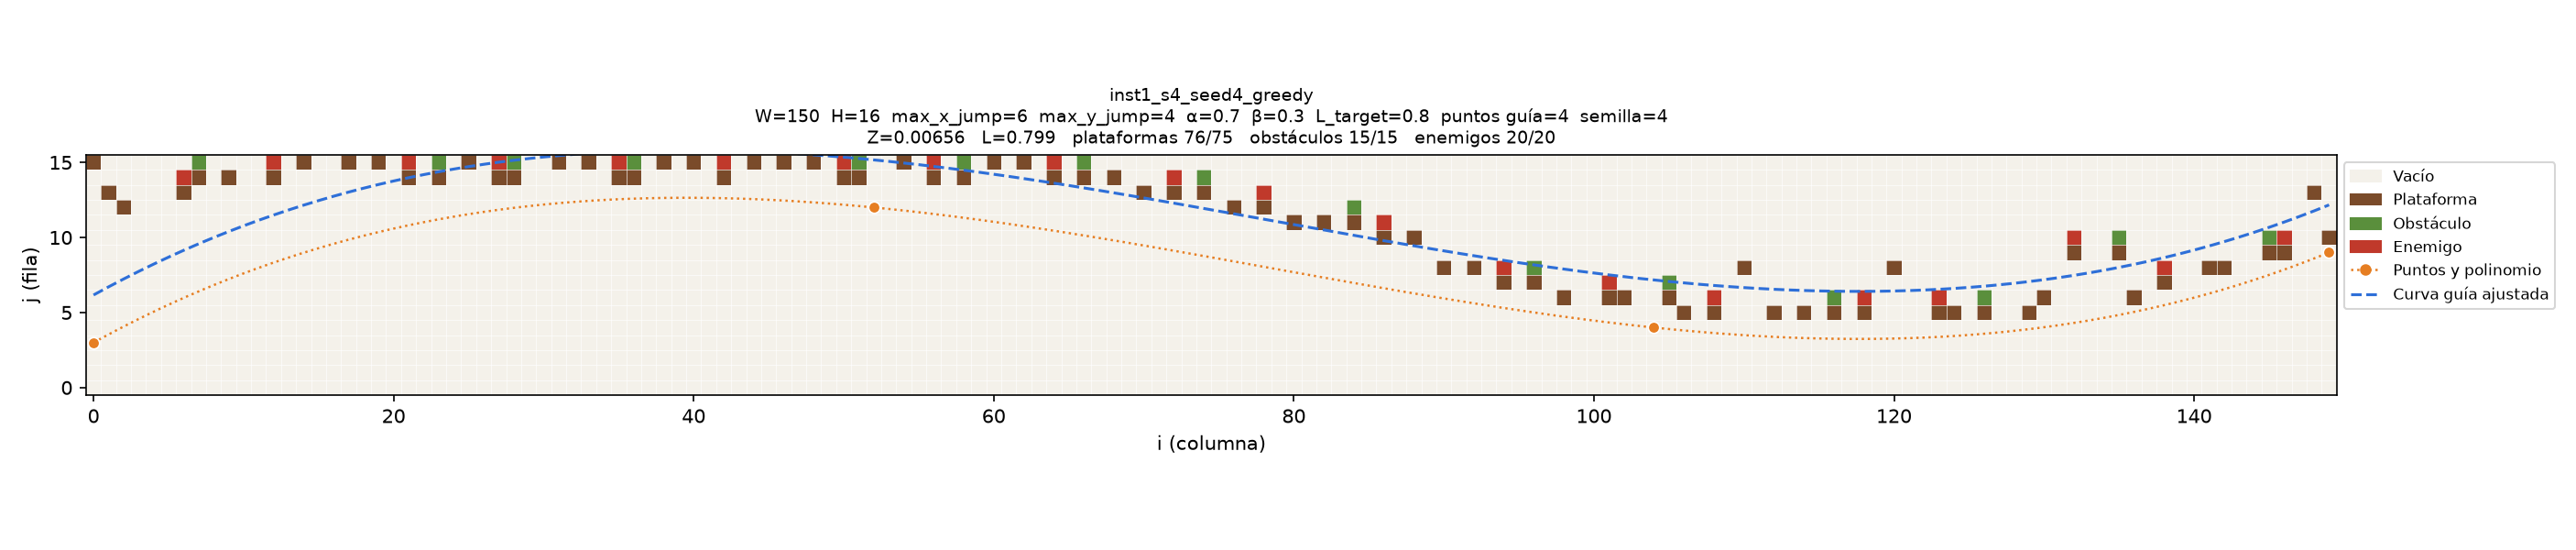 inst1_s4_seed4_greedy
W=150  H=16  max_x_jump=6  max_y_jump=4  α=0.7  β=0.3  L_target=0.8  puntos guía=4  semilla=4
Z=0.00656   L=0.799   plataformas 76/75   obstáculos 15/15   enemigos 20/20
15
10
5
0
j (fila)
0 20 40 60 80 100 120 140
i (columna)
Vacío
Plataforma
Obstáculo
Enemigo
Puntos y polinomio
Curva guía ajustada